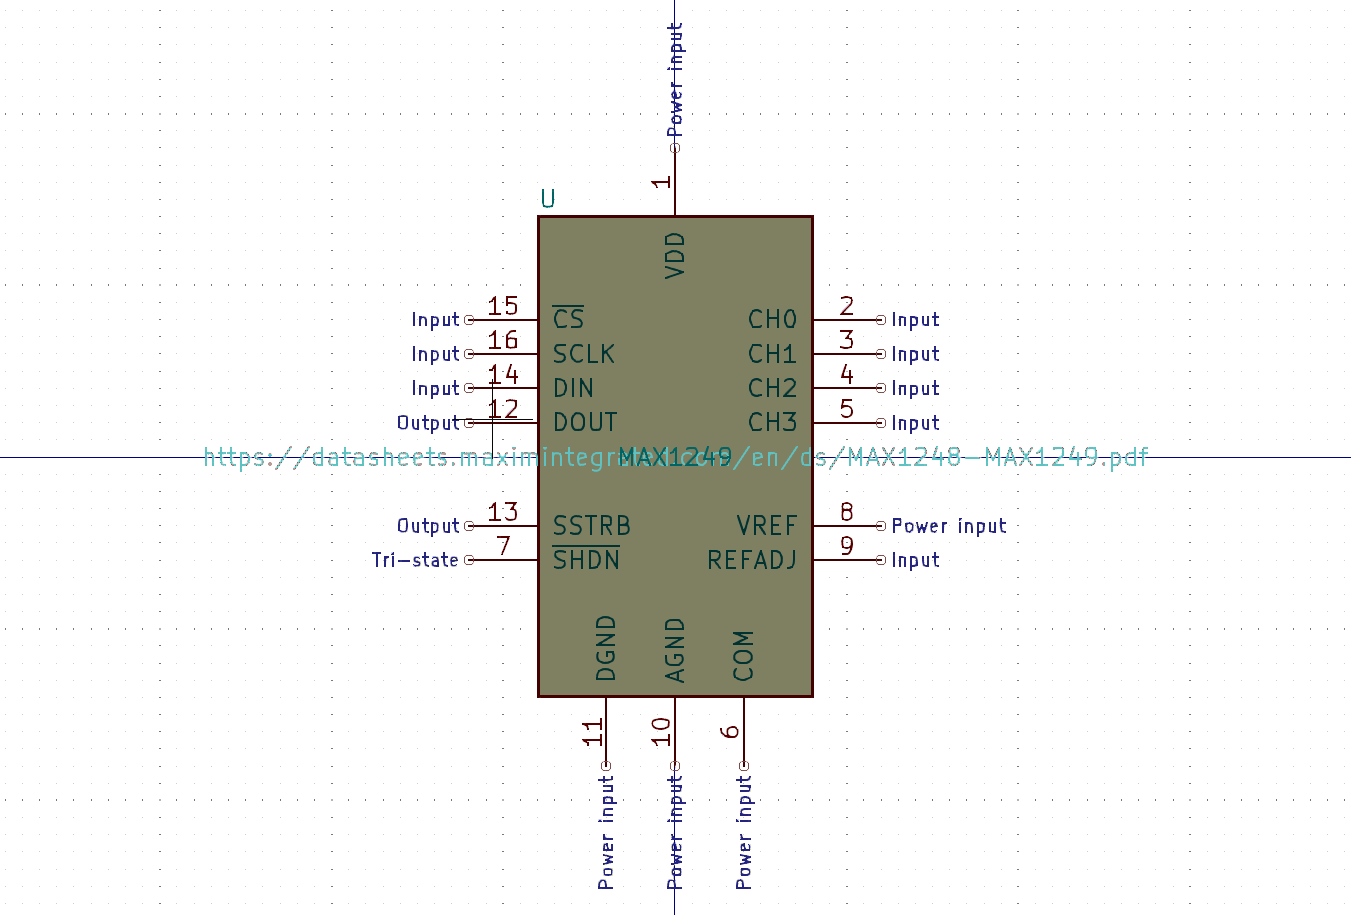 Power input
1
U
VDD
Input 15 CS CH0 2 Input
Input 16 SCLK CH1 3 Input
Input 14 DIN CH2 4 Input
Output 12 DOUT CH3 5 Input
https://datasheets.maximintegrated.com/en/ds/MAX1248-MAX1249.pdf
MAX1249
Output 13 SSTRB VREF 8 Power input
Tri-state 7 SHDN REFADJ 9 Input
DGND AGND COM
11 10 6
Power input Power input Power input